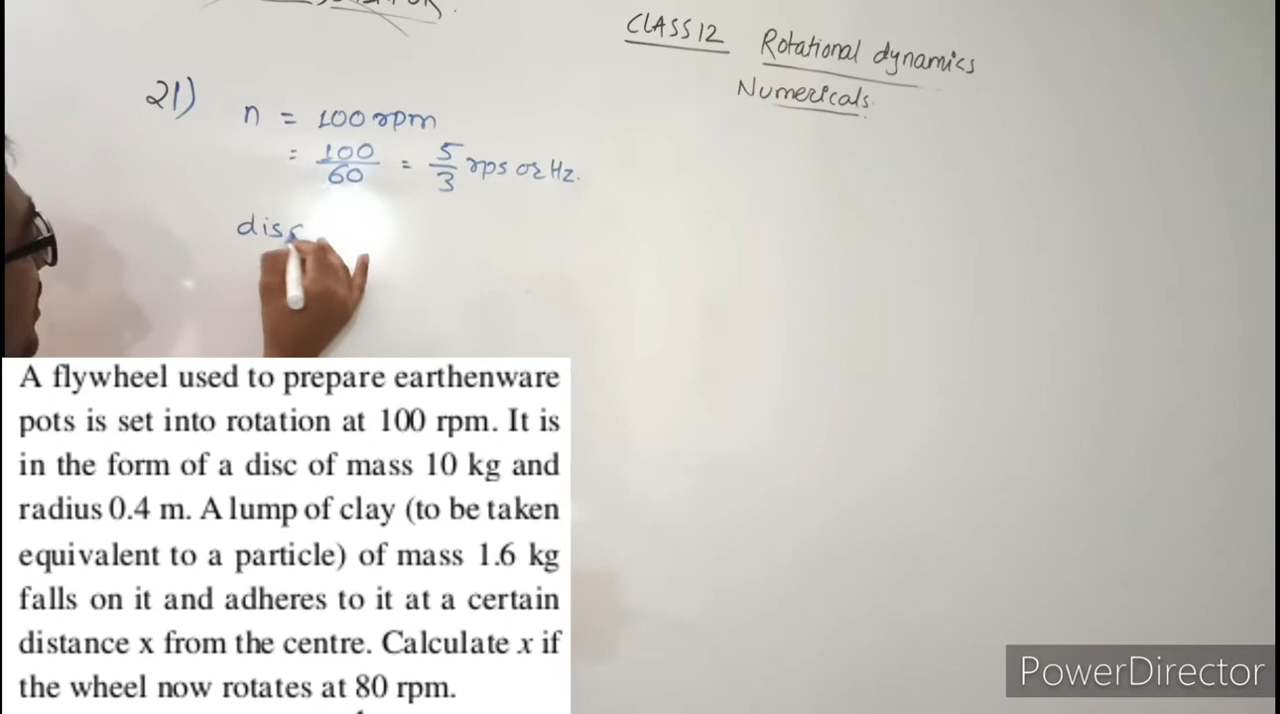 CLASS 12 Rotational dynamics
Numericals.
21) n = 100 rpm
= 100/60 = 5/3 rps or Hz.
disc
A flywheel used to prepare earthenware
pots is set into rotation at 100 rpm. It is
in the form of a disc of mass 10 kg and
radius 0.4 m. A lump of clay (to be taken
equivalent to a particle) of mass 1.6 kg
falls on it and adheres to it at a certain
distance x from the centre. Calculate x if
the wheel now rotates at 80 rpm.
PowerDirector